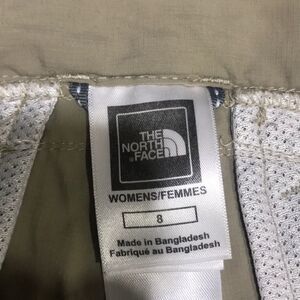 THE
NORTH
FACE
WOMENS/FEMMES
8
Made in Bangladesh
Fabriqué au Bangladesh